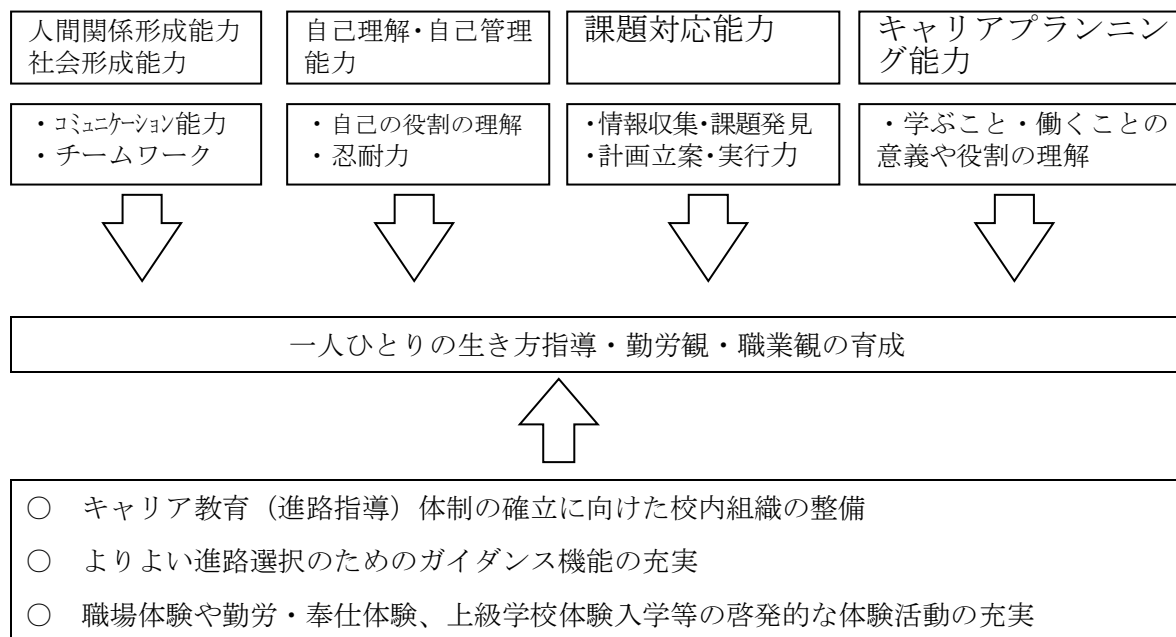 人間関係形成能力
社会形成能力
自己理解・自己管理
能力
課題対応能力
キャリアプランニン
グ能力
・コミュニケーション能力
・チームワーク
・自己の役割の理解
・忍耐力
・情報収集・課題発見
・計画立案・実行力
・学ぶこと・働くことの
意義や役割の理解
一人ひとりの生き方指導・勤労観・職業観の育成
○ キャリア教育（進路指導）体制の確立に向けた校内組織の整備
○ よりよい進路選択のためのガイダンス機能の充実
○ 職場体験や勤労・奉仕体験、上級学校体験入学等の啓発的な体験活動の充実